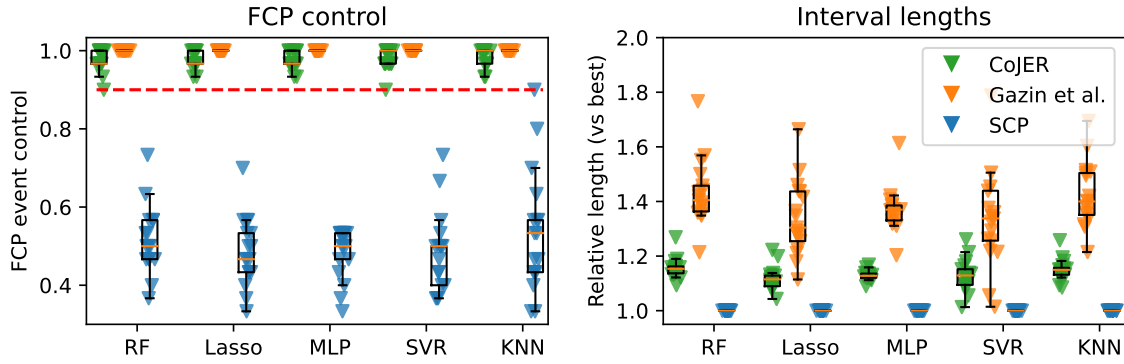 FCP control
FCP event control
1.0
0.8
0.6
0.4
RF Lasso MLP SVR KNN
Interval lengths
Relative length (vs best)
2.0
1.8
1.6
1.4
1.2
1.0
CoJER
Gazin et al.
SCP
RF Lasso MLP SVR KNN